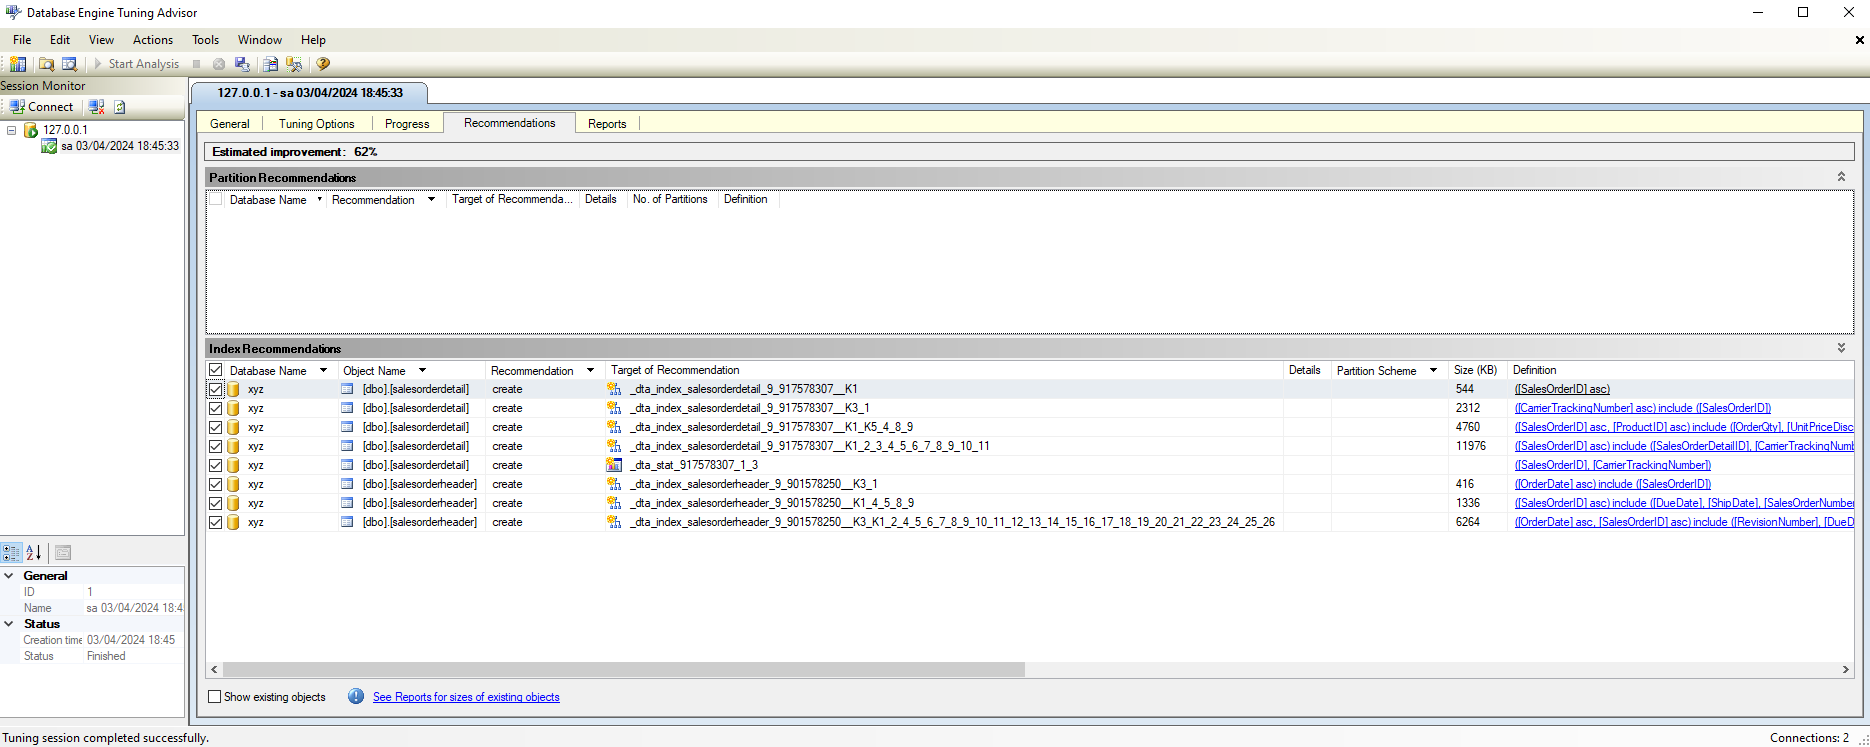 Database Engine Tuning Advisor
File Edit View Actions Tools Window Help
Start Analysis
Session Monitor
Connect
127.0.0.1
sa 03/04/2024 18:45:33
General
ID 1
Name sa 03/04/2024 18:4
Status
Creation time 03/04/2024 18:45
Status Finished
127.0.0.1 - sa 03/04/2024 18:45:33
General Tuning Options Progress Recommendations Reports
Estimated improvement: 62%
Partition Recommendations
Database Name Recommendation Target of Recommenda... Details No. of Partitions Definition
Index Recommendations
Database Name Object Name Recommendation Target of Recommendation Details Partition Scheme Size (KB) Definition
xyz [dbo].[salesorderdetail] create _dta_index_salesorderdetail_9_917578307__K1 544 ([SalesOrderID] asc)
xyz [dbo].[salesorderdetail] create _dta_index_salesorderdetail_9_917578307__K3_1 2312 ([CarrierTrackingNumber] asc) include ([SalesOrderID])
xyz [dbo].[salesorderdetail] create _dta_index_salesorderdetail_9_917578307__K1_K5_4_8_9 4760 ([SalesOrderID] asc, [ProductID] asc) include ([OrderQty], [UnitPriceDisc
xyz [dbo].[salesorderdetail] create _dta_index_salesorderdetail_9_917578307__K1_2_3_4_5_6_7_8_9_10_11 11976 ([SalesOrderID] asc) include ([SalesOrderDetailID], [CarrierTrackingNumb
xyz [dbo].[salesorderdetail] create _dta_stat_917578307_1_3 ([SalesOrderID], [CarrierTrackingNumber])
xyz [dbo].[salesorderheader] create _dta_index_salesorderheader_9_901578250__K3_1 416 ([OrderDate] asc) include ([SalesOrderID])
xyz [dbo].[salesorderheader] create _dta_index_salesorderheader_9_901578250__K1_4_5_8_9 1336 ([SalesOrderID] asc) include ([DueDate], [ShipDate], [SalesOrderNumber
xyz [dbo].[salesorderheader] create _dta_index_salesorderheader_9_901578250__K3_K1_2_4_5_6_7_8_9_10_11_12_13_14_15_16_17_18_19_20_21_22_23_24_25_26 6264 ([OrderDate] asc, [SalesOrderID] asc) include ([RevisionNumber], [DueD
Show existing objects See Reports for sizes of existing objects
Tuning session completed successfully. Connections: 2